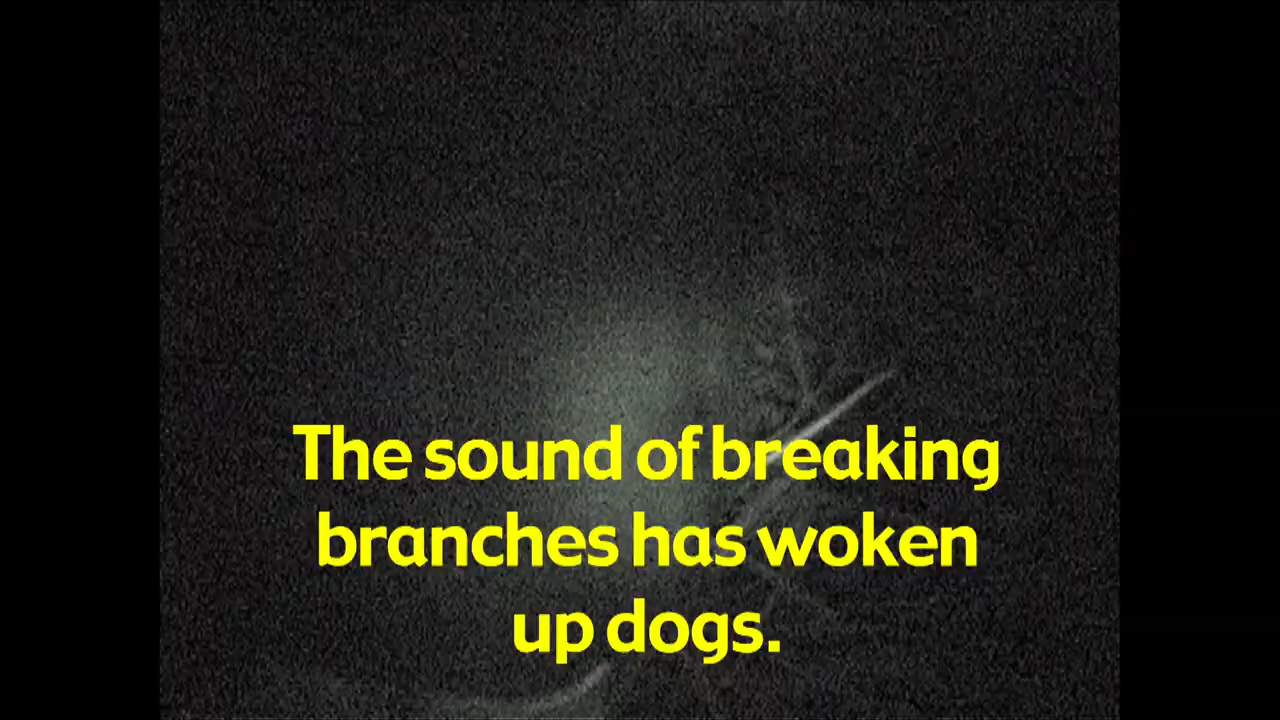 The sound of breaking
branches has woken
up dogs.